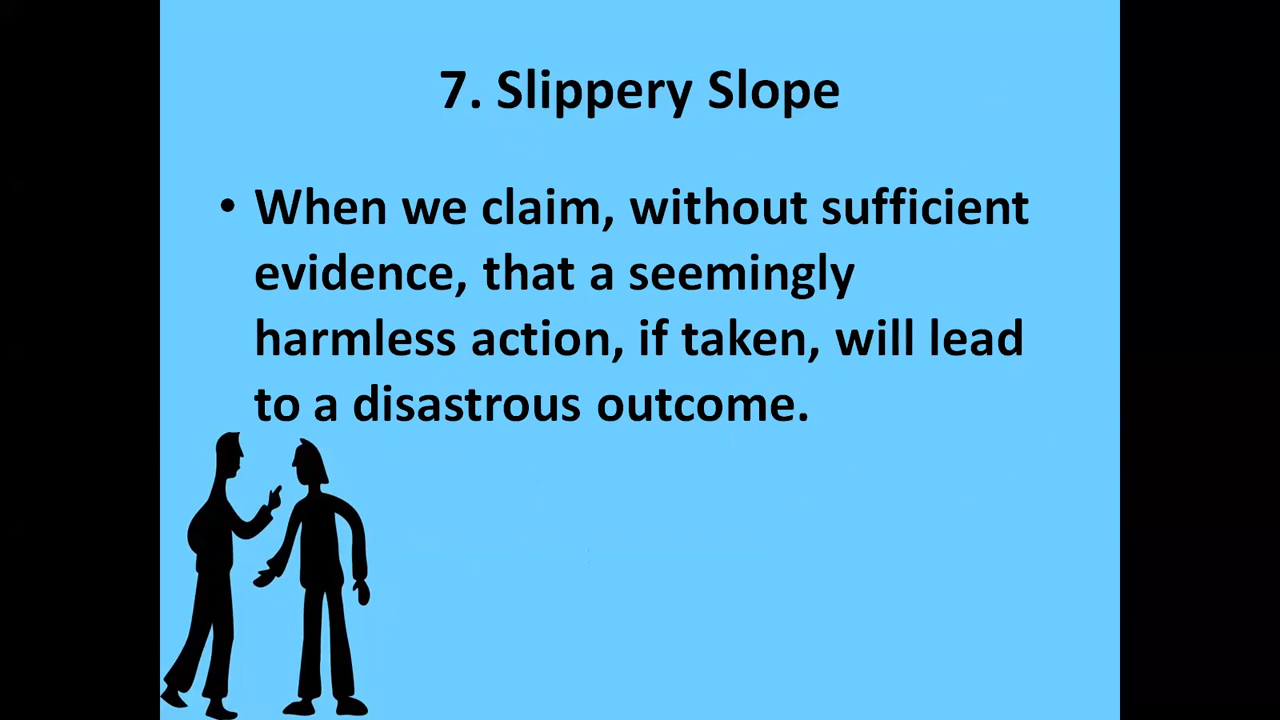 7. Slippery Slope
• When we claim, without sufficient
evidence, that a seemingly
harmless action, if taken, will lead
to a disastrous outcome.